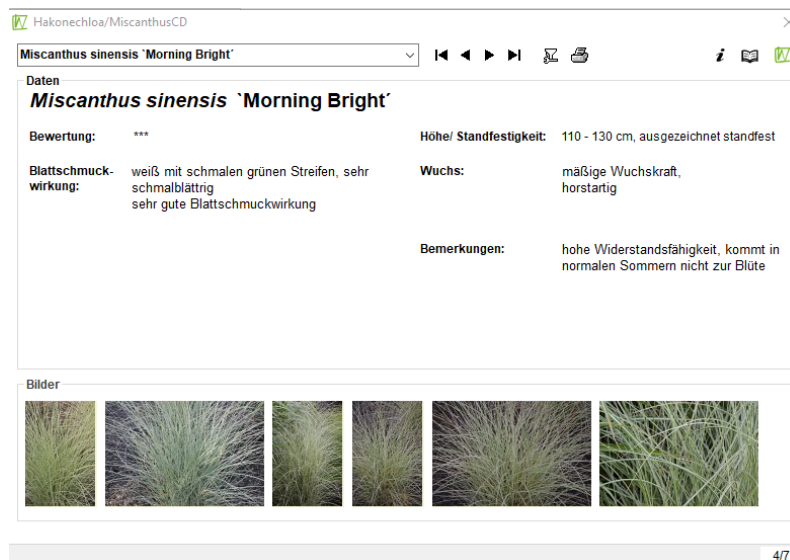 Hakonechloa/MiscanthusCD
Miscanthus sinensis `Morning Bright´
i
Daten
Miscanthus sinensis `Morning Bright´
Bewertung: ***
Höhe/ Standfestigkeit: 110 - 130 cm, ausgezeichnet standfest
Blattschmuck-
wirkung:
weiß mit schmalen grünen Streifen, sehr
schmalblättrig
sehr gute Blattschmuckwirkung
Wuchs: mäßige Wuchskraft,
horstartig
Bemerkungen: hohe Widerstandsfähigkeit, kommt in
normalen Sommern nicht zur Blüte
Bilder
4/7